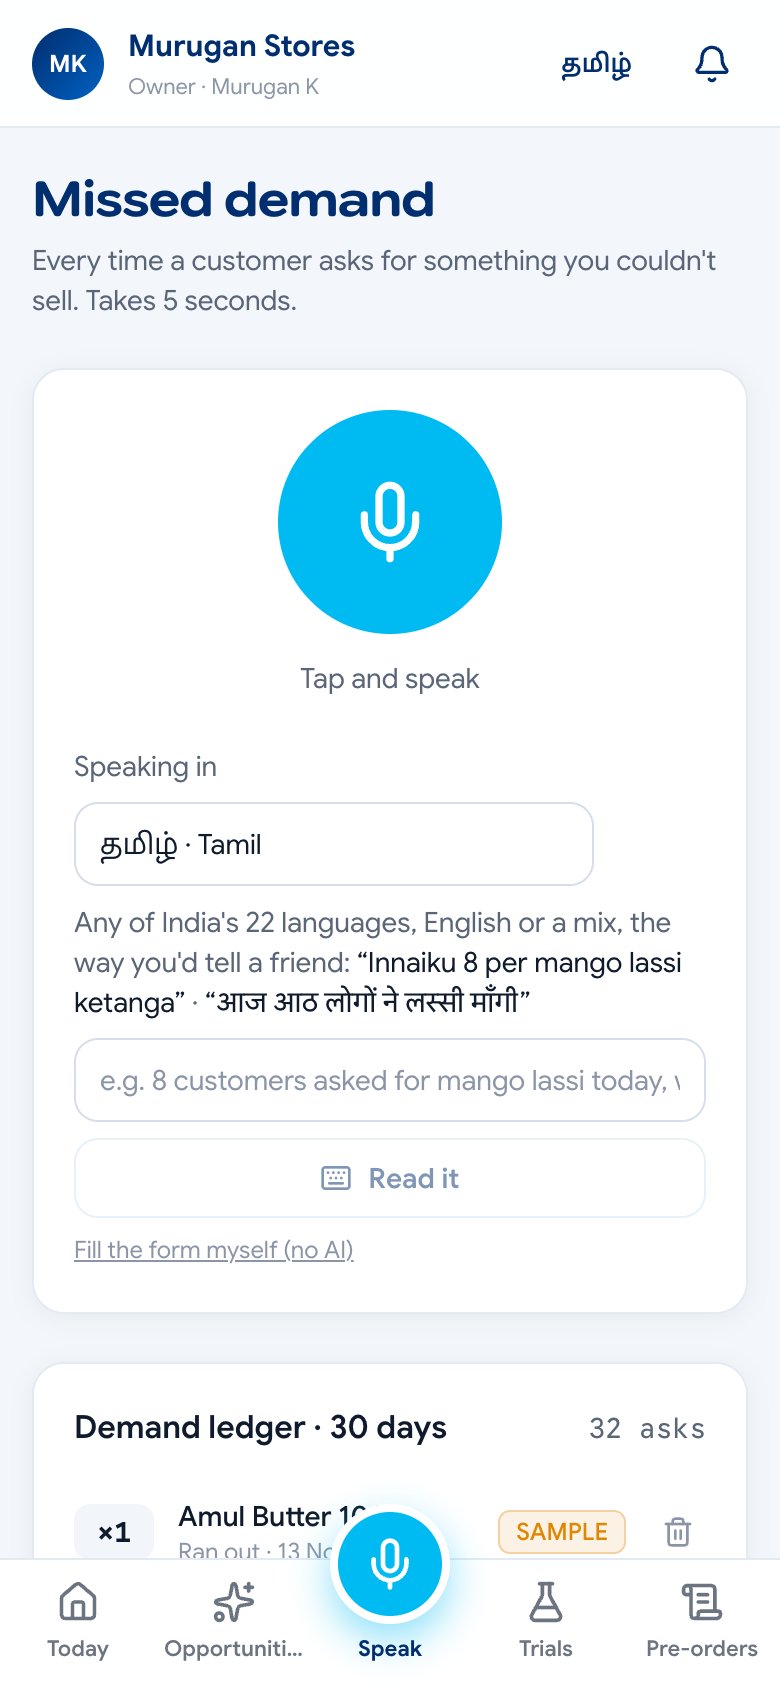 MK
Murugan Stores
Owner · Murugan K
தமிழ்
Missed demand
Every time a customer asks for something you couldn't
sell. Takes 5 seconds.
Tap and speak
Speaking in
தமிழ் · Tamil
Any of India's 22 languages, English or a mix, the
way you'd tell a friend: “Innaiku 8 per mango lassi
ketanga” · “आज आठ लोगों ने लस्सी माँगी”
e.g. 8 customers asked for mango lassi today,
Read it
Fill the form myself (no AI)
Demand ledger · 30 days
32 asks
×1
Amul Butter
SAMPLE
Ran out · 13
Today
Opportuniti...
Speak
Trials
Pre-orders